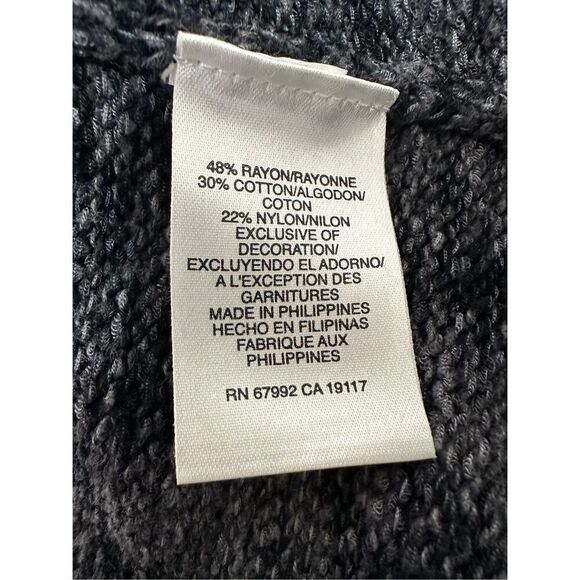 48% RAYON/RAYONNE
30% COTTON/ALGODON/
COTON
22% NYLON/NILON
EXCLUSIVE OF
DECORATION/
EXCLUYENDO EL ADORNO/
A L'EXCEPTION DES
GARNITURES
MADE IN PHILIPPINES
HECHO EN FILIPINAS
FABRIQUE AUX
PHILIPPINES
RN 67992 CA 19117